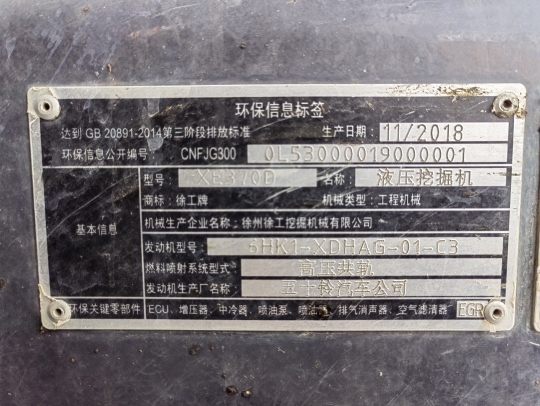 环保信息标签
达到 GB 20891-2014第三阶段排放标准 生产日期: 11/2018
环保信息公开编号: CNFJG300 0L53000019000001
型号: XE370D 名称: 液压挖掘机
商标: 徐工牌 机械类型: 工程机械
基本信息 机械生产企业名称: 徐州徐工挖掘机械有限公司
发动机型号: 6HK1-XDHAG-01-C3
燃料喷射系统型式: 高压共轨
发动机生产厂名称: 五十铃汽车公司
环保关键零部件 ECU、增压器、中冷器、喷油泵、喷油器、排气消声器、空气滤清器 EGR